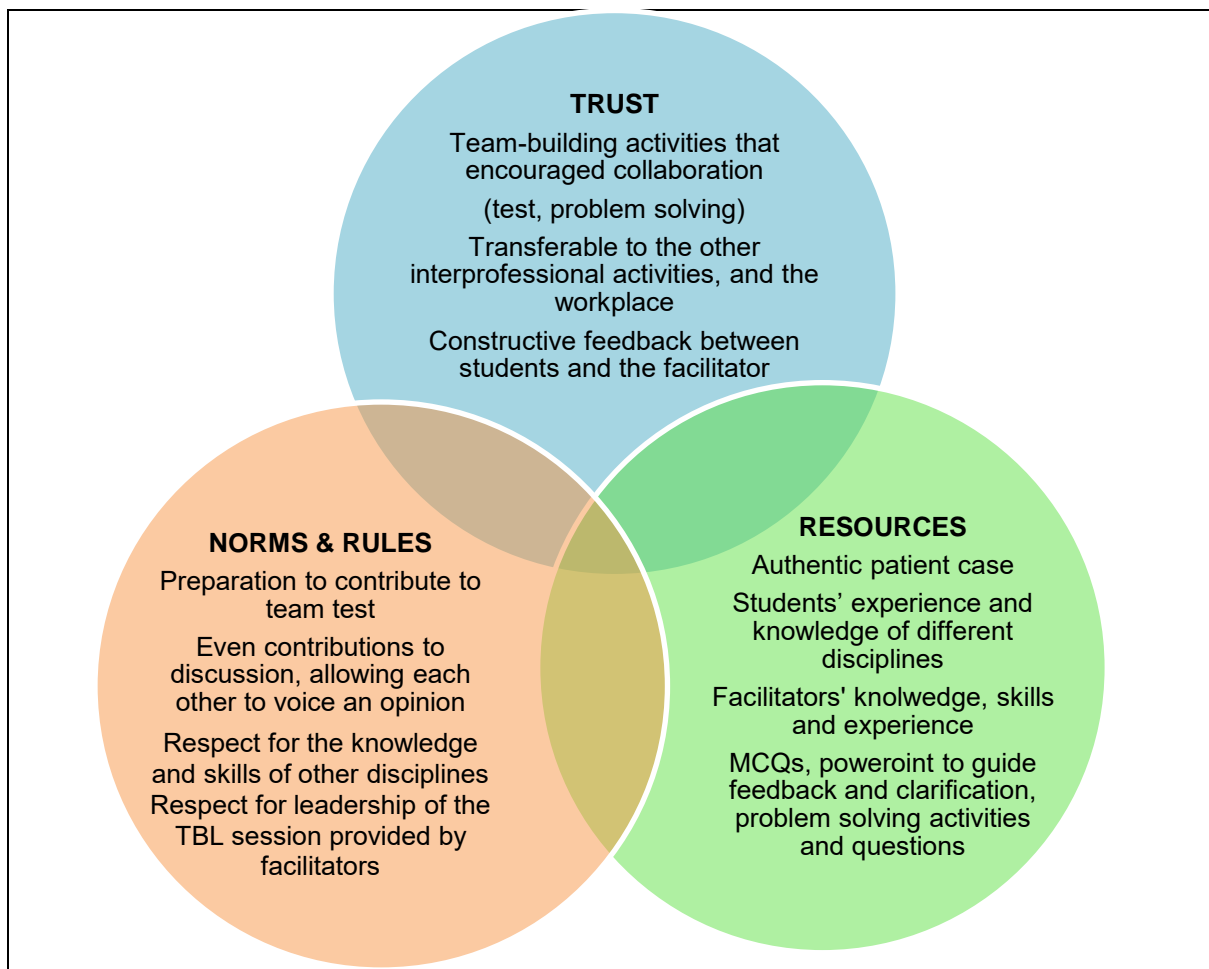 TRUST
Team-building activities that
encouraged collaboration
(test, problem solving)
Transferable to the other
interprofessional activities, and the
workplace
Constructive feedback between
students and the facilitator
NORMS & RULES
Preparation to contribute to
team test
Even contributions to
discussion, allowing each
other to voice an opinion
Respect for the knowledge
and skills of other disciplines
Respect for leadership of the
TBL session provided by
facilitators
RESOURCES
Authentic patient case
Students’ experience and
knowledge of different
disciplines
Facilitators' knolwedge, skills
and experience
MCQs, poweroint to guide
feedback and clarification,
problem solving activities
and questions